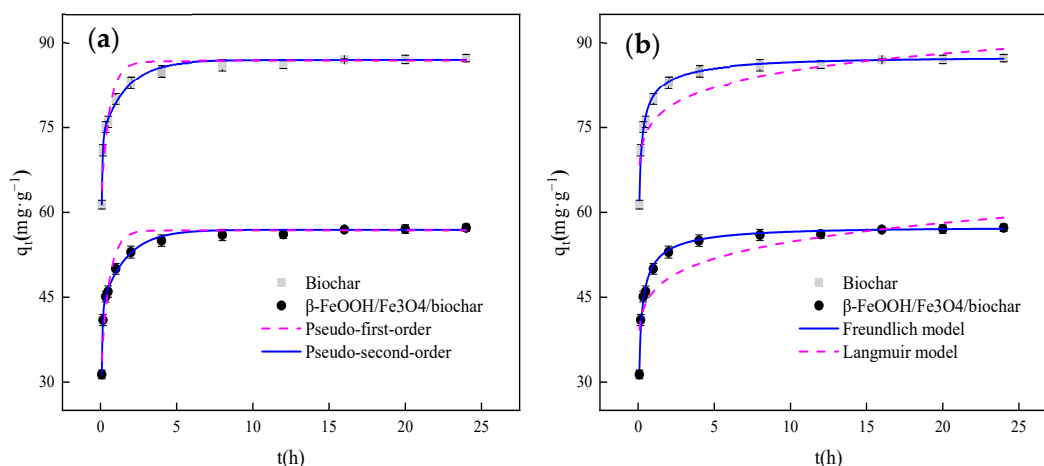 (a)
90
75
60
45
30
qt(mg·g−1)
0 5 10 15 20 25
t(h)
Biochar
β-FeOOH/Fe3O4/biochar
Pseudo-first-order
Pseudo-second-order
(b)
90
75
60
45
30
qt(mg·g−1)
0 5 10 15 20 25
t(h)
Biochar
β-FeOOH/Fe3O4/biochar
Freundlich model
Langmuir model